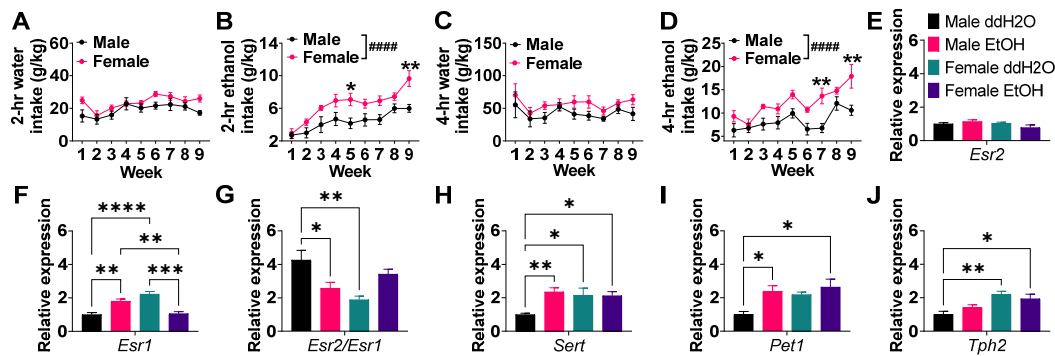 A
2-hr water
intake (g/kg)
60
40
20
0
Male
Female
1 2 3 4 5 6 7 8 9
Week
B
2-hr ethanol
intake (g/kg)
14
10
6
2
Male
Female
####
*
**
1 2 3 4 5 6 7 8 9
Week
C
4-hr water
intake (g/kg)
150
100
50
0
Male
Female
1 2 3 4 5 6 7 8 9
Week
D
4-hr ethanol
intake (g/kg)
25
20
15
10
5
Male
Female
####
**
**
1 2 3 4 5 6 7 8 9
Week
E
Relative expression
6
4
2
0
Male ddH2O
Male EtOH
Female ddH2O
Female EtOH
Esr2
F
Relative expression
6
4
2
0
****
**
**
***
Esr1
G
Relative expression
6
4
2
0
**
*
Esr2/Esr1
H
Relative expression
6
4
2
0
*
*
**
Sert
I
Relative expression
6
4
2
0
*
*
Pet1
J
Relative expression
6
4
2
0
*
**
Tph2